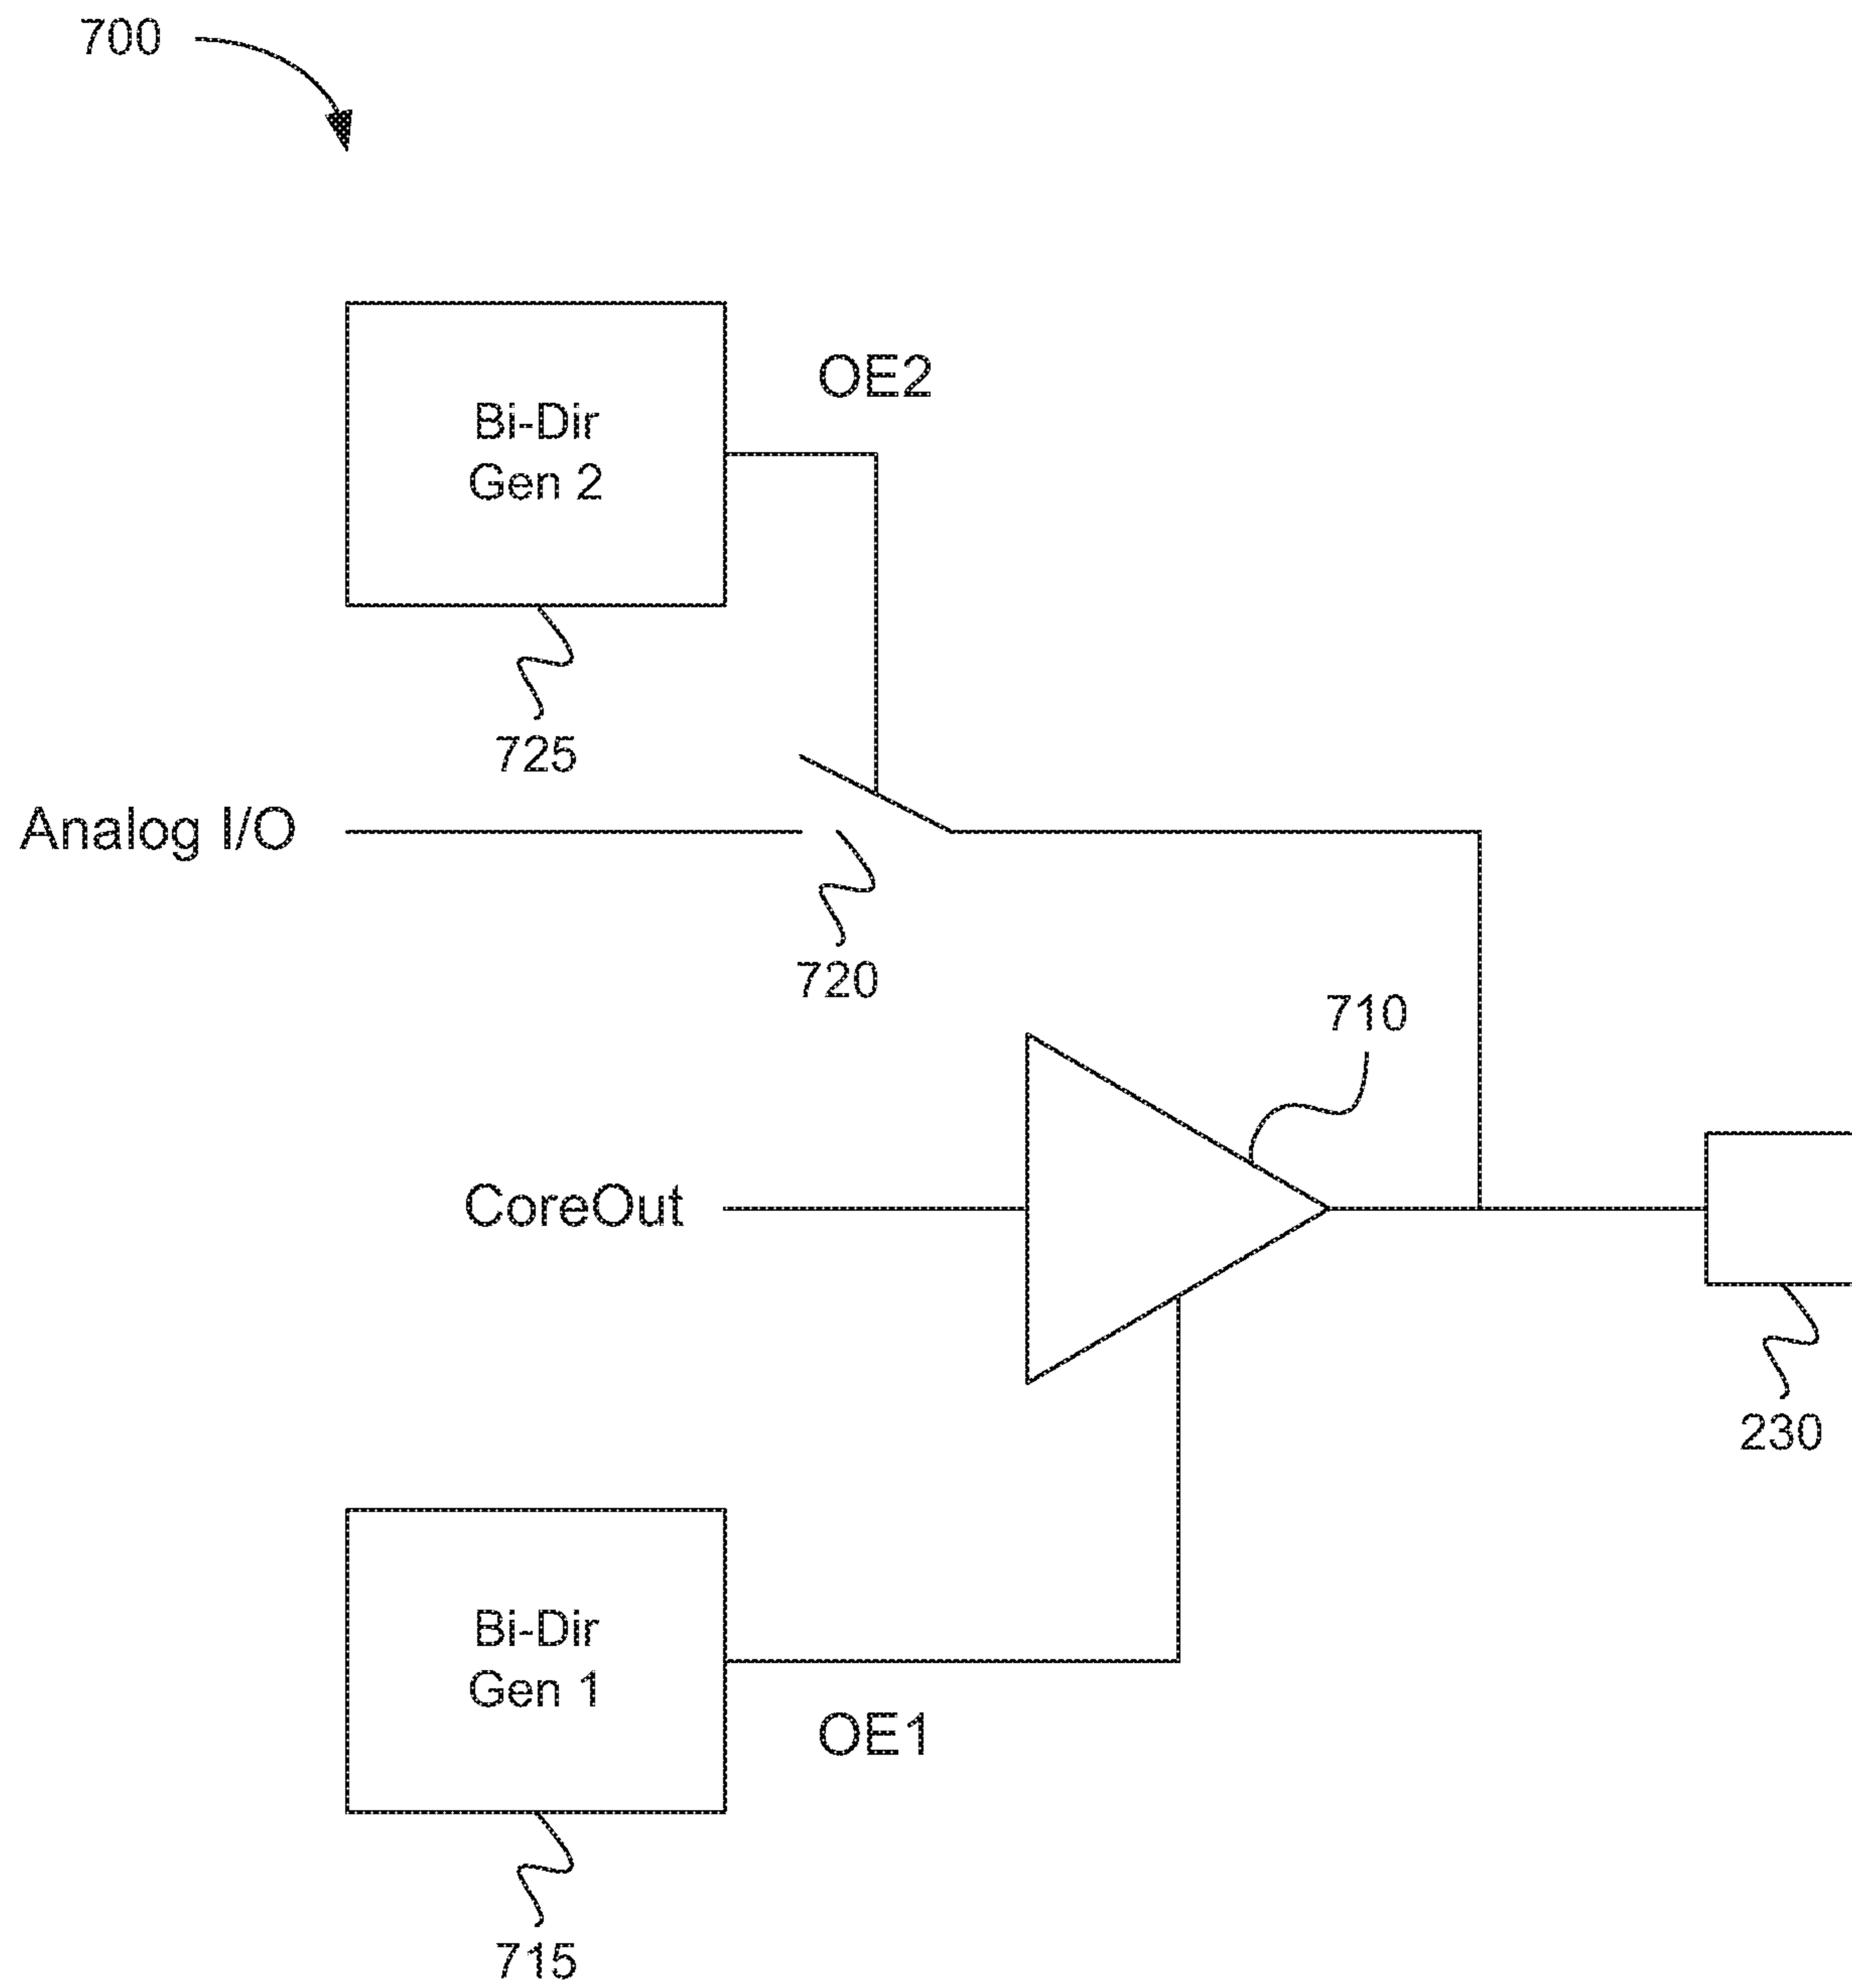 700
OE2
Bi-Dir
Gen 2
725
Analog I/O
720
710
CoreOut
230
Bi-Dir
Gen 1
OE1
715